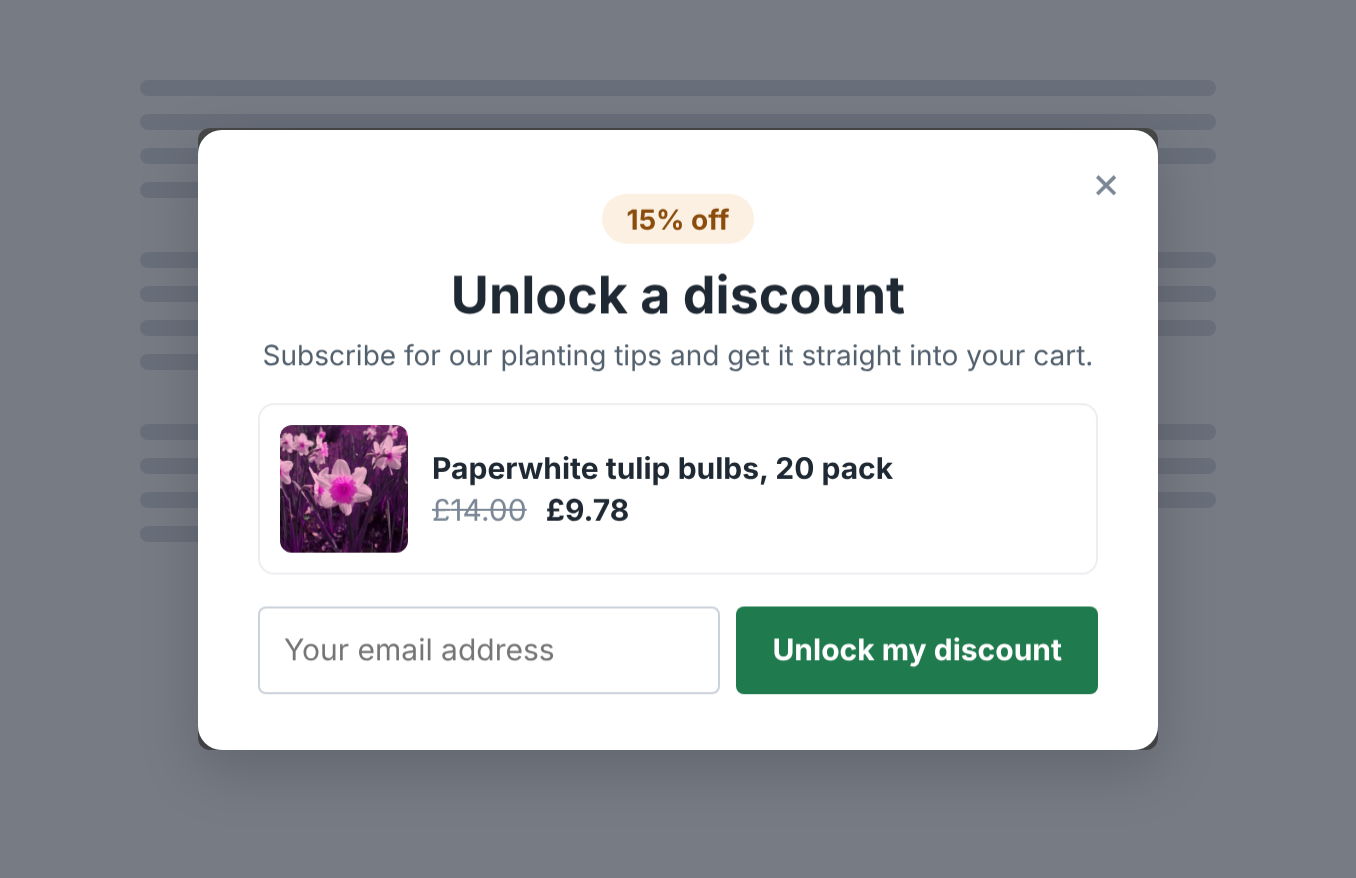 15% off
Unlock a discount
Subscribe for our planting tips and get it straight into your cart.
Paperwhite tulip bulbs, 20 pack
£14.00 £9.78
Your email address
Unlock my discount